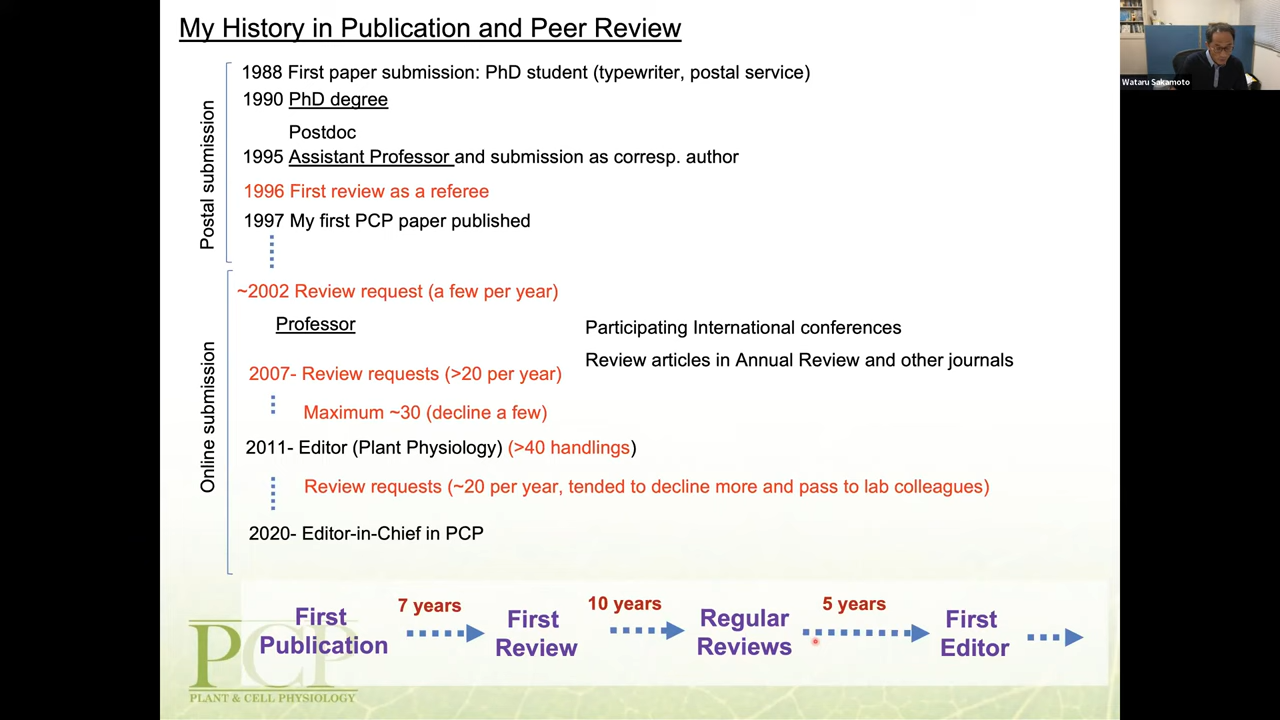 My History in Publication and Peer Review
Wataru Sakamoto
Postal submission
1988 First paper submission: PhD student (typewriter, postal service)
1990 PhD degree
Postdoc
1995 Assistant Professor and submission as corresp. author
1996 First review as a referee
1997 My first PCP paper published
Online submission
~2002 Review request (a few per year)
Professor
Participating International conferences
Review articles in Annual Review and other journals
2007- Review requests (>20 per year)
Maximum ~30 (decline a few)
2011- Editor (Plant Physiology) (>40 handlings)
Review requests (~20 per year, tended to decline more and pass to lab colleagues)
2020- Editor-in-Chief in PCP
First
Publication
7 years
First
Review
10 years
Regular
Reviews
5 years
First
Editor
PCP
PLANT & CELL PHYSIOLOGY